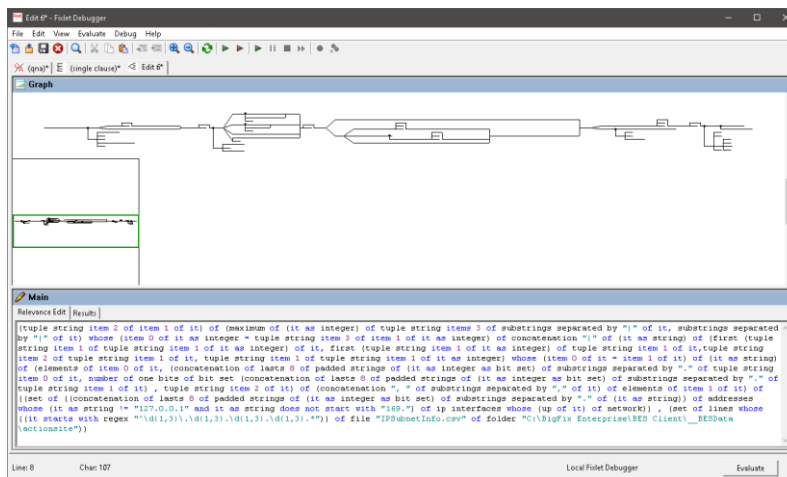 Edit 6* - Fixlet Debugger
File Edit View Evaluate Debug Help
(qna)* (single clause)* Edit 6*
Graph
Main
Relevance Edit Results
(tuple string item 2 of item 1 of it) of (maximum of (it as integer) of tuple string items 3 of substrings separated by "|" of it, substrings separated
by "|" of it) whose (item 0 of it as integer = tuple string item 3 of item 1 of it as integer) of concatenation "|" of (it as string) of (first (tuple
string item 1 of tuple string item 1 of it as integer) of it, first (tuple string item 1 of it as integer) of tuple string item 1 of it,tuple string
item 2 of tuple string item 1 of it, tuple string item 1 of tuple string item 1 of it as integer) whose (item 0 of it = item 1 of it) of (it as string)
of (elements of item 0 of it, (concatenation of lasts 8 of padded strings of (it as integer as bit set) of substrings separated by "." of tuple string
item 0 of it, number of one bits of bit set (concatenation of lasts 8 of padded strings of (it as integer as bit set) of substrings separated by "." of
tuple string item 1 of it) , tuple string item 2 of it) of (concatenation ", " of substrings separated by "," of it) of elements of item 1 of it) of
((set of ((concatenation of lasts 8 of padded strings of (it as integer as bit set) of substrings separated by "." of (it as string)) of addresses
whose (it as string != "127.0.0.1" and it as string does not start with "169.") of ip interfaces whose (up of it) of network)) , (set of lines whose
((it starts with regex "^\d{1,3}\.\d{1,3}.\d{1,3}.\d{1,3}.*")) of file "IPSubnetInfo.csv" of folder "C:\BigFix Enterprise\BES Client\__BESData
\actionsite"))
Line: 8 Char: 107 Local Fixlet Debugger Evaluate